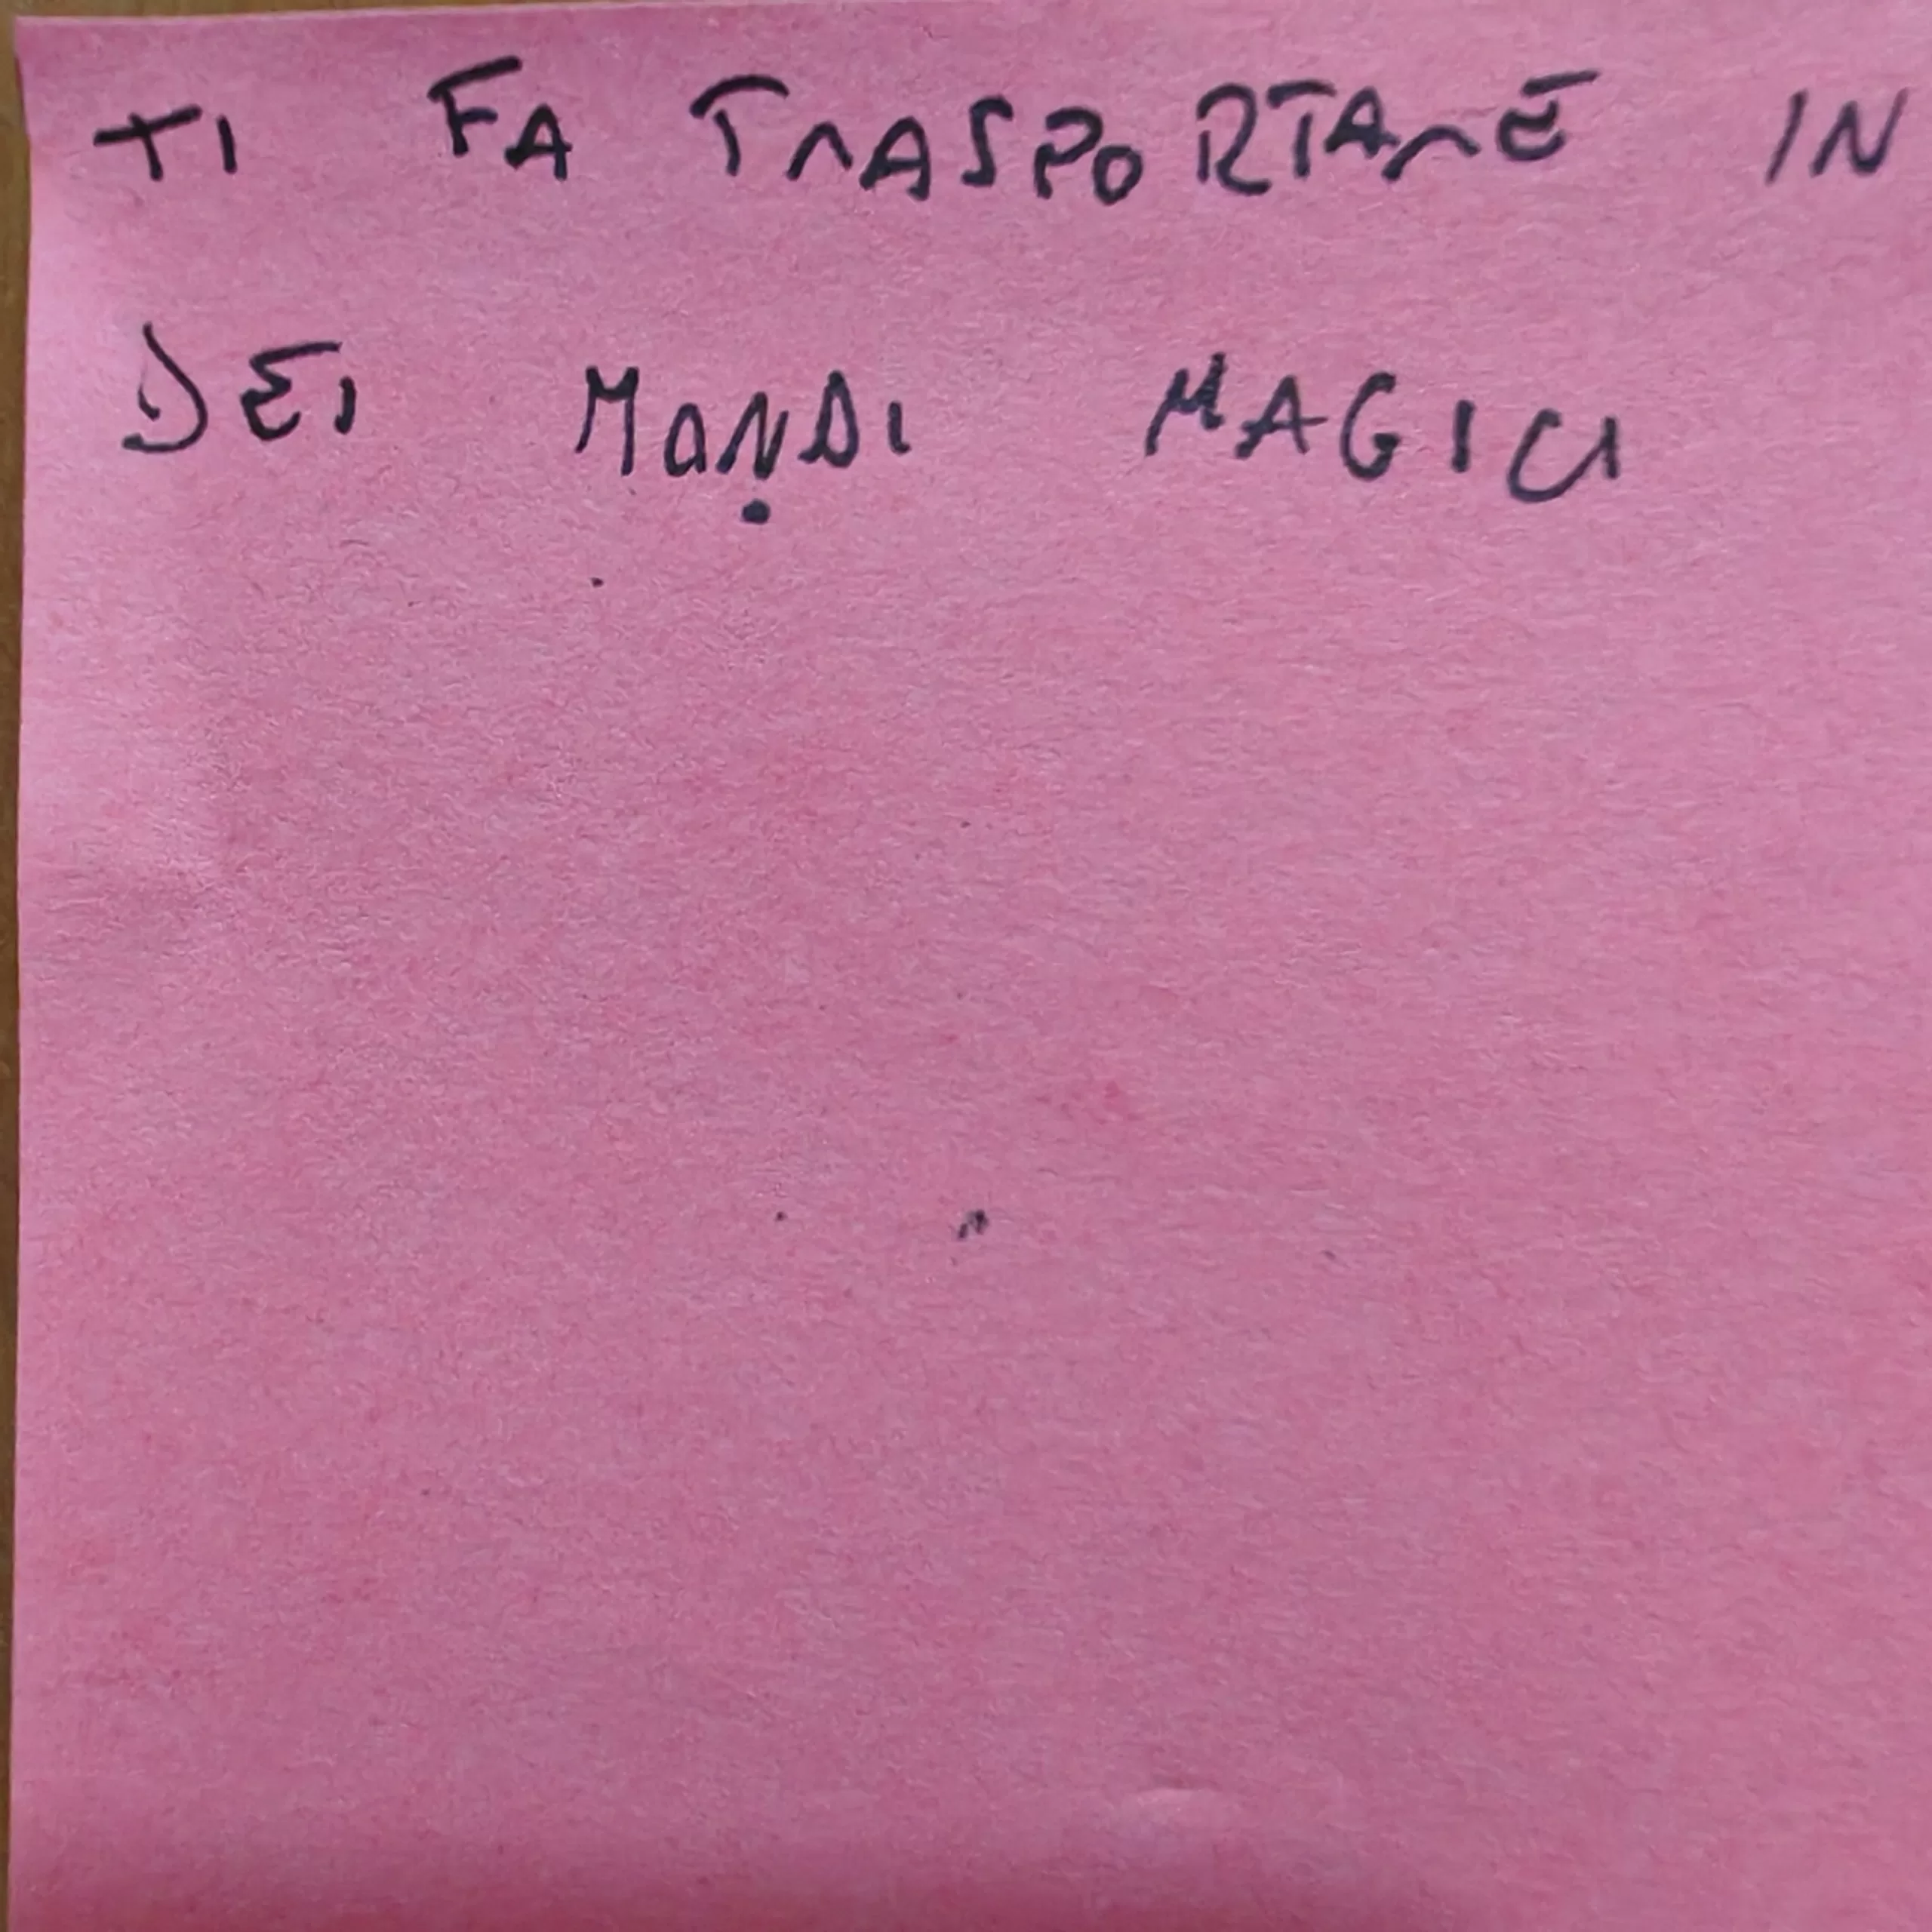 TI FA TRASPORTARE IN
DEI MONDI MAGICI